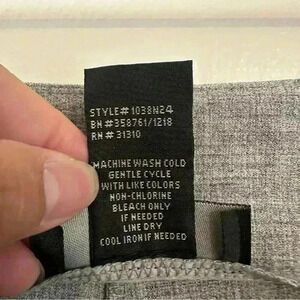 STYLE# 1038N24
BN#358761/1218
RN# 31310
MACHINE WASH COLD
GENTLE CYCLE
WITH LIKE COLORS
NON-CHLORINE
BLEACH ONLY
IF NEEDED
LINE DRY
COOL IRON IF NEEDED